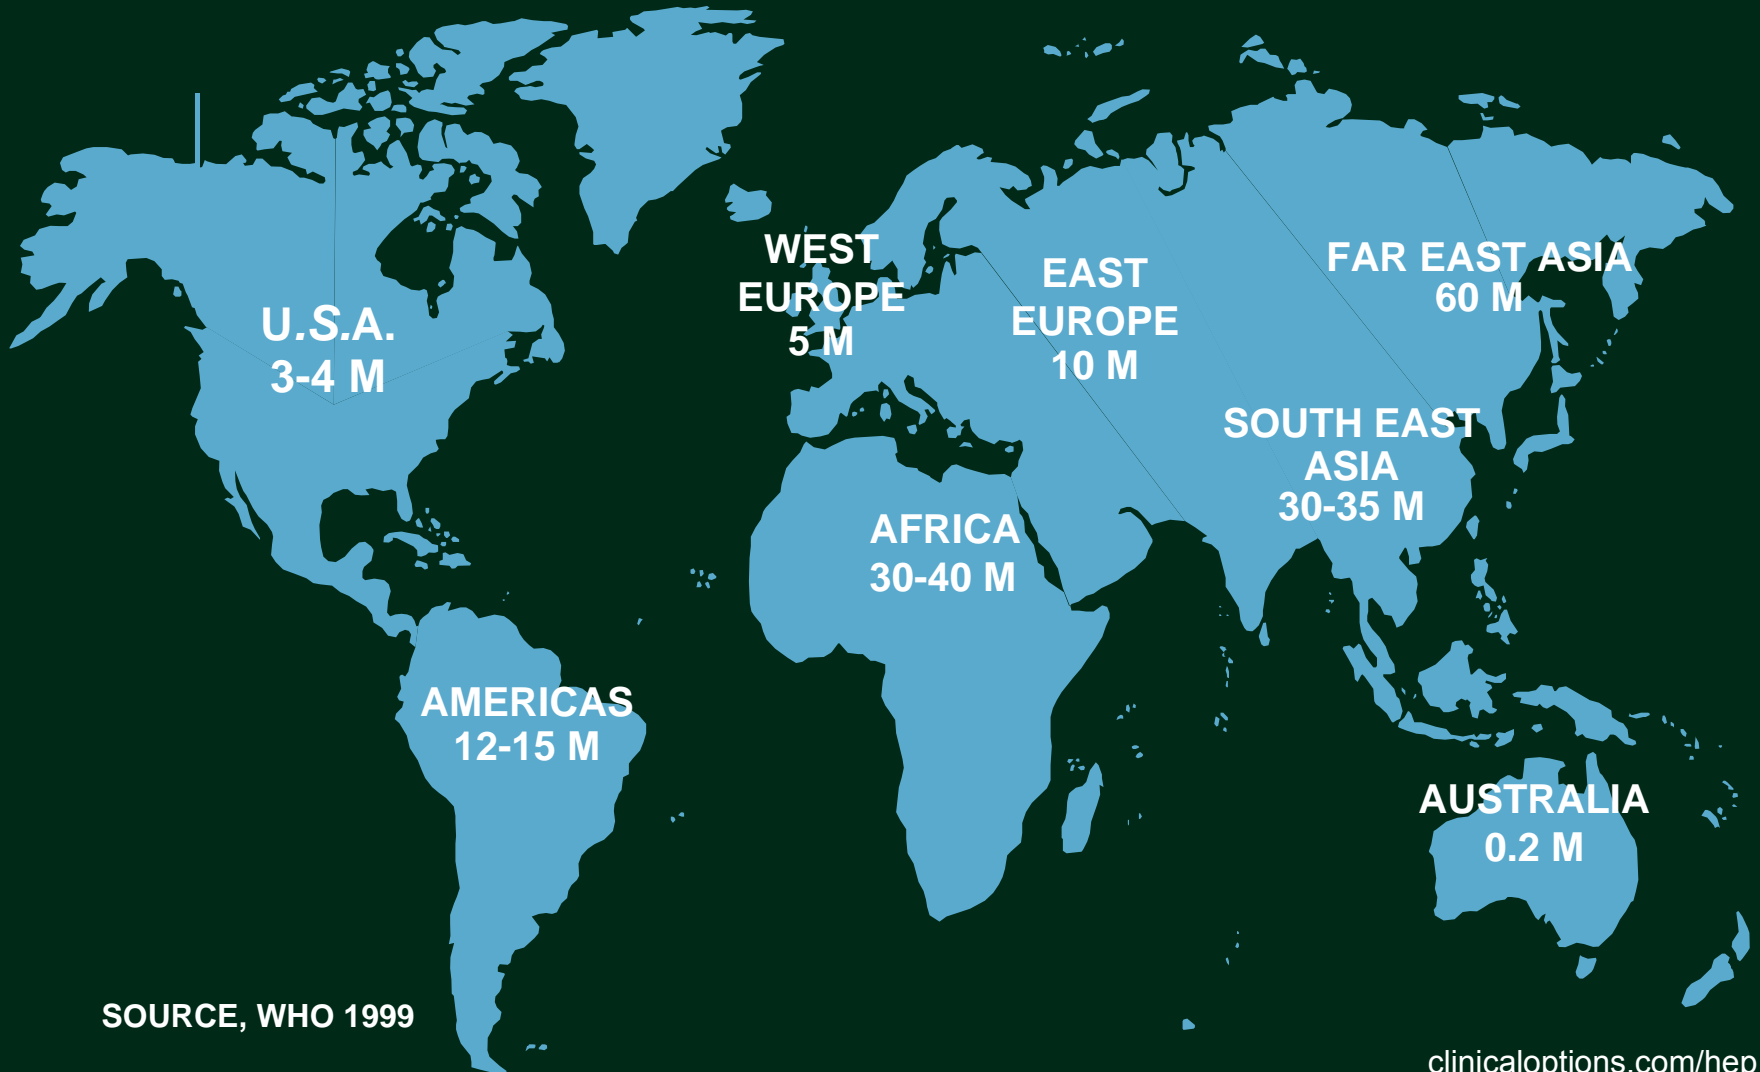 WEST
EUROPE
5 M
EAST
EUROPE
10 M
FAR EAST ASIA
60 M
U.S.A.
3-4 M
SOUTH EAST
ASIA
30-35 M
AFRICA
30-40 M
AMERICAS
12-15 M
AUSTRALIA
0.2 M
SOURCE, WHO 1999
clinicaloptions.com/hep